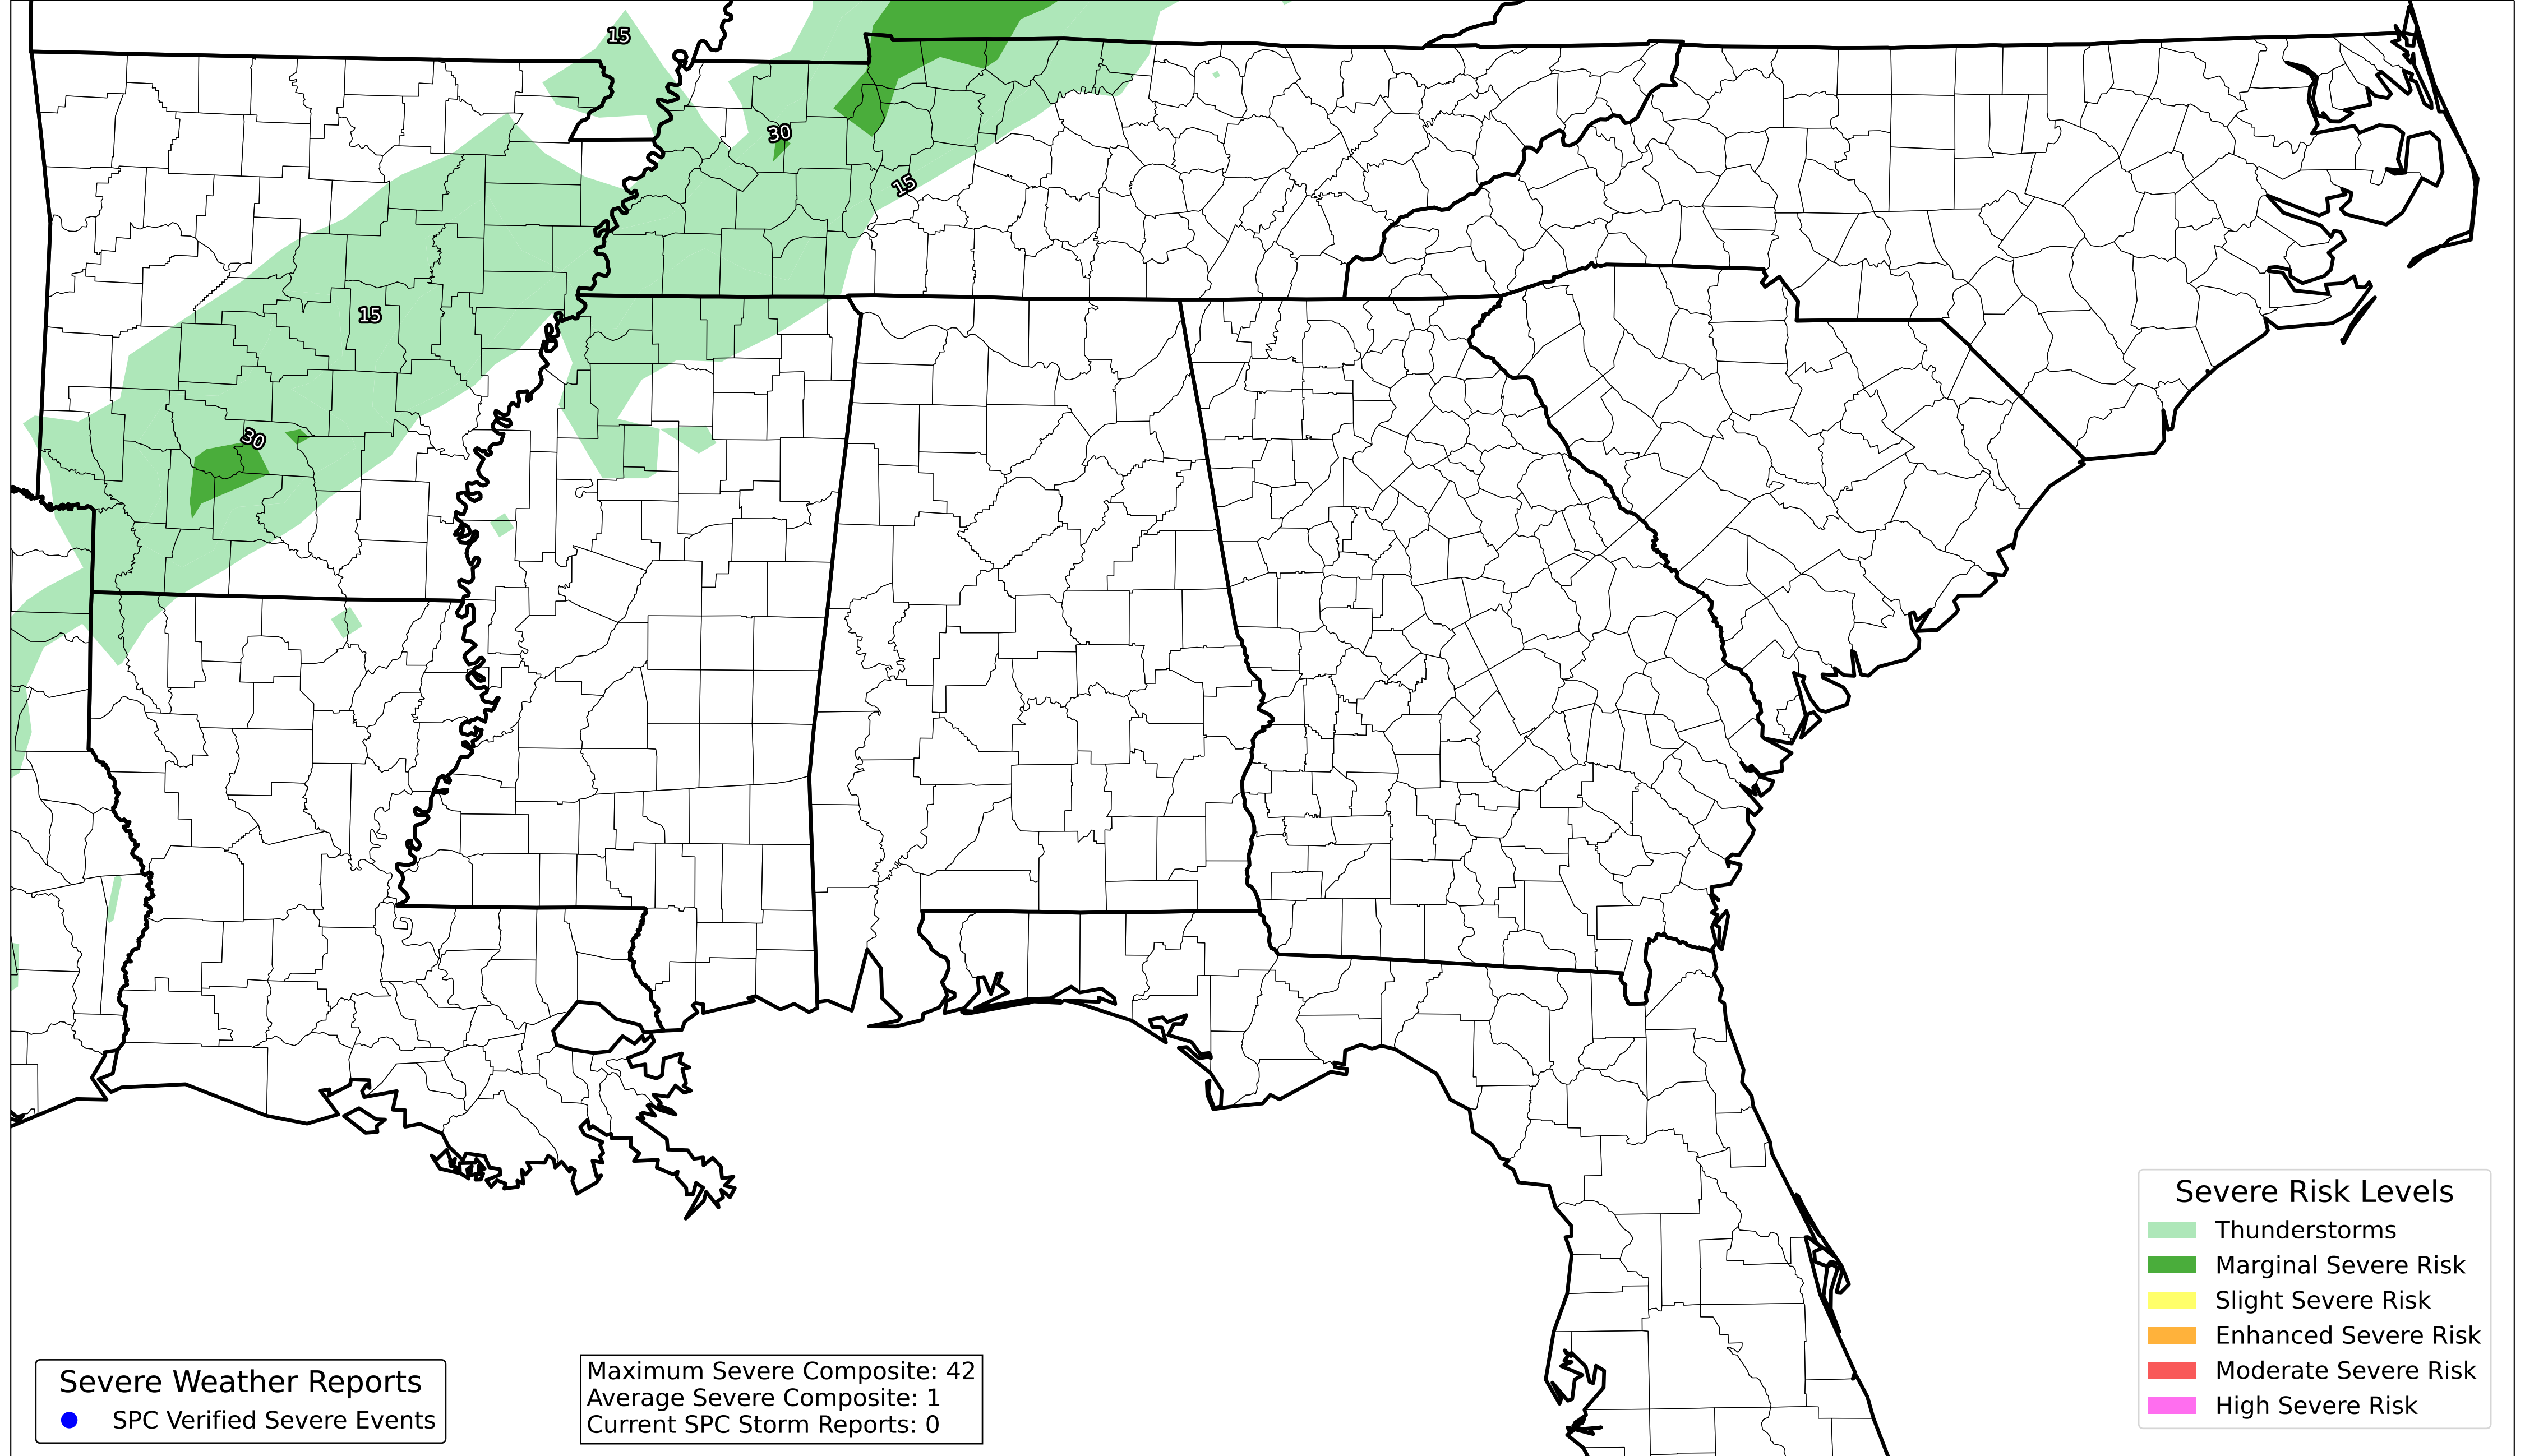 15
30
15
15
30
Severe Risk Levels
Thunderstorms
Marginal Severe Risk
Slight Severe Risk
Enhanced Severe Risk
Moderate Severe Risk
High Severe Risk
Severe Weather Reports
SPC Verified Severe Events
Maximum Severe Composite: 42
Average Severe Composite: 1
Current SPC Storm Reports: 0